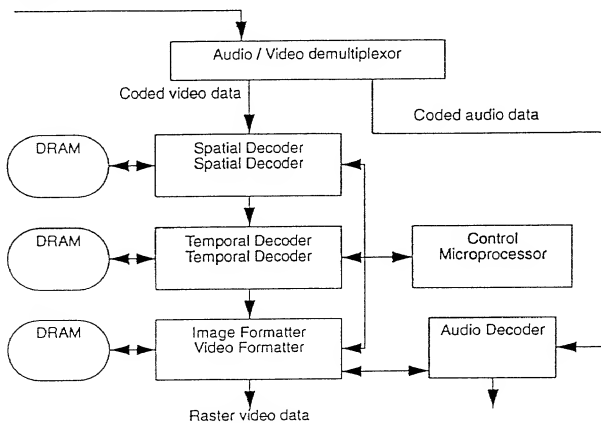 Audio / Video demultiplexor
Coded video data
Coded audio data
DRAM
Spatial Decoder
Spatial Decoder
DRAM
Temporal Decoder
Temporal Decoder
Control
Microprocessor
DRAM
Image Formatter
Video Formatter
Audio Decoder
Raster video data